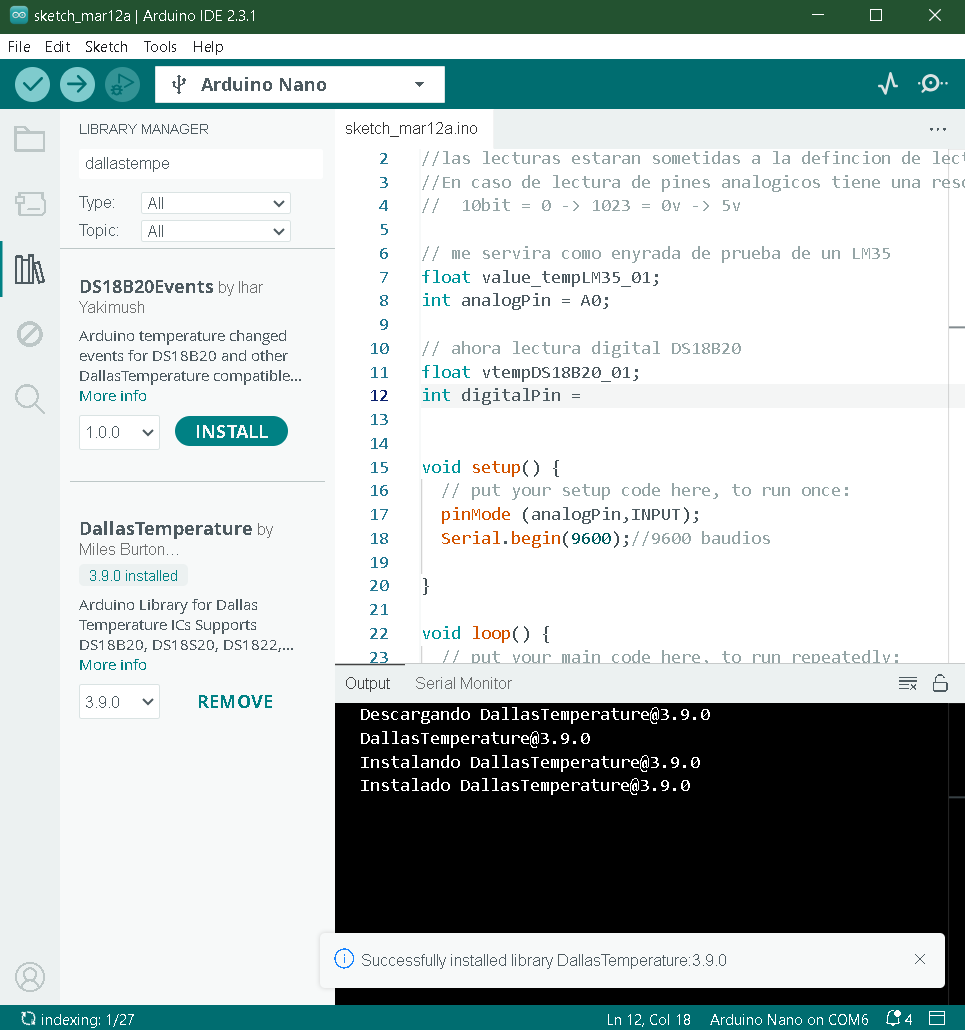 sketch_mar12a | Arduino IDE 2.3.1
File Edit Sketch Tools Help
Arduino Nano
LIBRARY MANAGER
dallastempe
Type: All
Topic: All
DS18B20Events by Ihar
Yakimush
Arduino temperature changed
events for DS18B20 and other
DallasTemperature compatible...
More info
1.0.0 INSTALL
DallasTemperature by
Miles Burton...
3.9.0 installed
Arduino Library for Dallas
Temperature ICs Supports
DS18B20, DS18S20, DS1822,...
More info
3.9.0 REMOVE
sketch_mar12a.ino ...
2 //las lecturas estaran sometidas a la defincion de lect
3 //En caso de lectura de pines analogicos tiene una reso
4 //  10bit = 0 -> 1023 = 0v -> 5v
5
6 // me servira como enyrada de prueba de un LM35
7 float value_tempLM35_01;
8 int analogPin = A0;
9
10 // ahora lectura digital DS18B20
11 float vtempDS18B20_01;
12 int digitalPin =
13
14
15 void setup() {
16   // put your setup code here, to run once:
17   pinMode (analogPin,INPUT);
18   Serial.begin(9600);//9600 baudios
19
20 }
21
22 void loop() {
23   // put your main code here, to run repeatedly:
Output Serial Monitor
Descargando DallasTemperature@3.9.0
DallasTemperature@3.9.0
Instalando DallasTemperature@3.9.0
Instalado DallasTemperature@3.9.0
Successfully installed library DallasTemperature:3.9.0
indexing: 1/27 Ln 12, Col 18 Arduino Nano on COM6 4